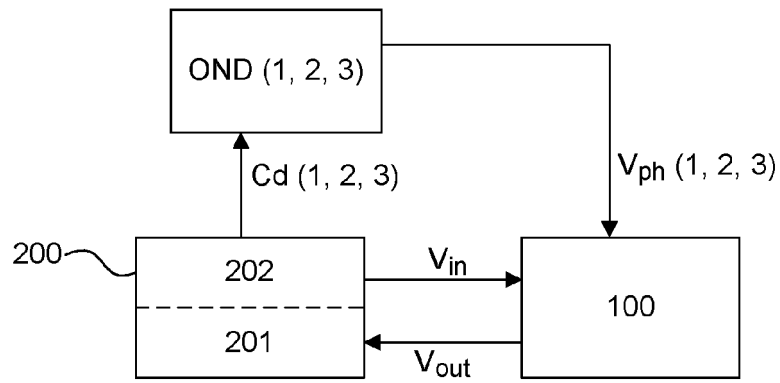 OND (1, 2, 3)
Cd (1, 2, 3)
Vph (1, 2, 3)
200
202
Vin
100
201
Vout